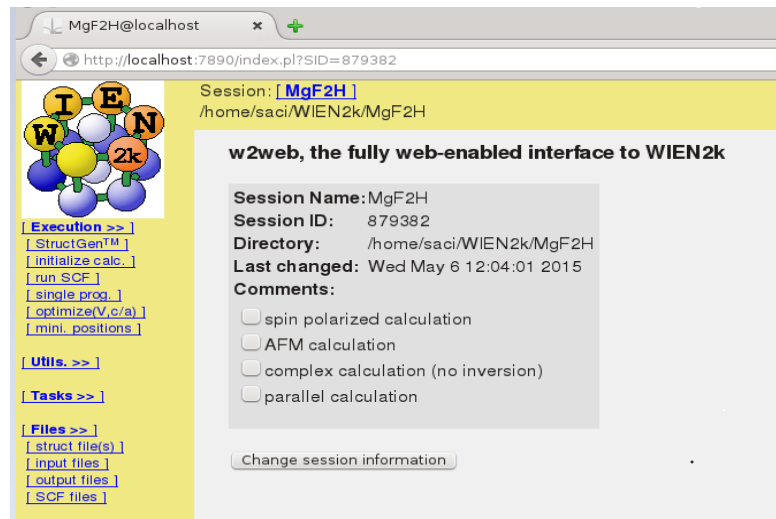 MgF2H@localhost
http://localhost:7890/index.pl?SID=879382
WIEN
2k
Session: [ MgF2H ]
/home/saci/WIEN2k/MgF2H
w2web, the fully web-enabled interface to WIEN2k
Session Name: MgF2H
Session ID: 879382
Directory: /home/saci/WIEN2k/MgF2H
Last changed: Wed May 6 12:04:01 2015
Comments:
spin polarized calculation
AFM calculation
complex calculation (no inversion)
parallel calculation
Change session information
[ Execution >> ]
[ StructGen™ ]
[ initialize calc. ]
[ run SCF ]
[ single prog. ]
[ optimize(V,c/a) ]
[ mini. positions ]
[ Utils. >> ]
[ Tasks >> ]
[ Files >> ]
[ struct file(s) ]
[ input files ]
[ output files ]
[ SCF files ]